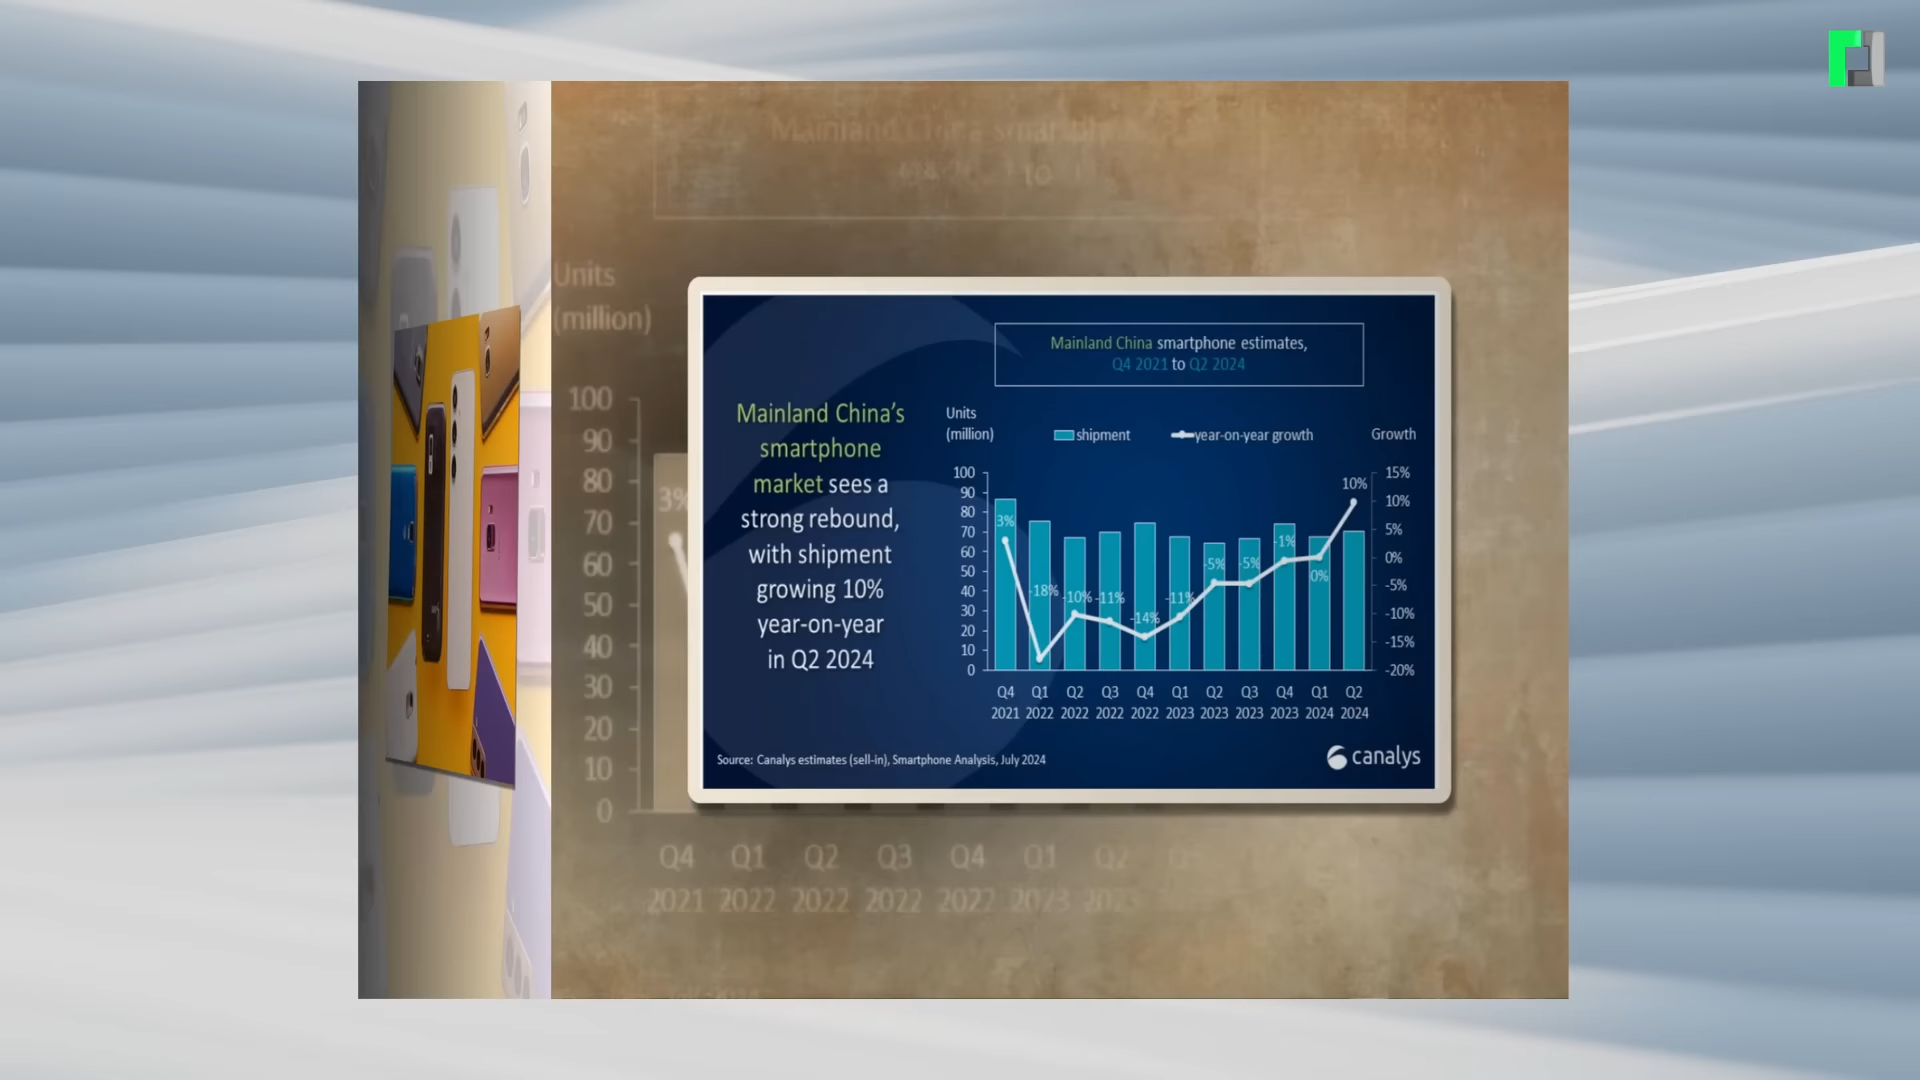 Mainland China smartph
to
Units
(million)
100
90
80
70
60
50
40
30
20
10
0
3%
Q4 Q1 Q2 Q3 Q4 Q1 Q2
2021 2022 2022 2022 2022 2023 2023
Mainland China’s
smartphone
market sees a
strong rebound,
with shipment
growing 10%
year-on-year
in Q2 2024
Mainland China smartphone estimates,
Q4 2021 to Q2 2024
Units
(million)
shipment
year-on-year growth
Growth
100
90
80
70
60
50
40
30
20
10
0
3%
-18%
-10%
-11%
-14%
-11%
-5%
-5%
-1%
0%
10%
15%
10%
5%
0%
-5%
-10%
-15%
-20%
Q4 Q1 Q2 Q3 Q4 Q1 Q2 Q3 Q4 Q1 Q2
2021 2022 2022 2022 2022 2023 2023 2023 2023 2024 2024
Source: Canalys estimates (sell-in), Smartphone Analysis, July 2024
canalys